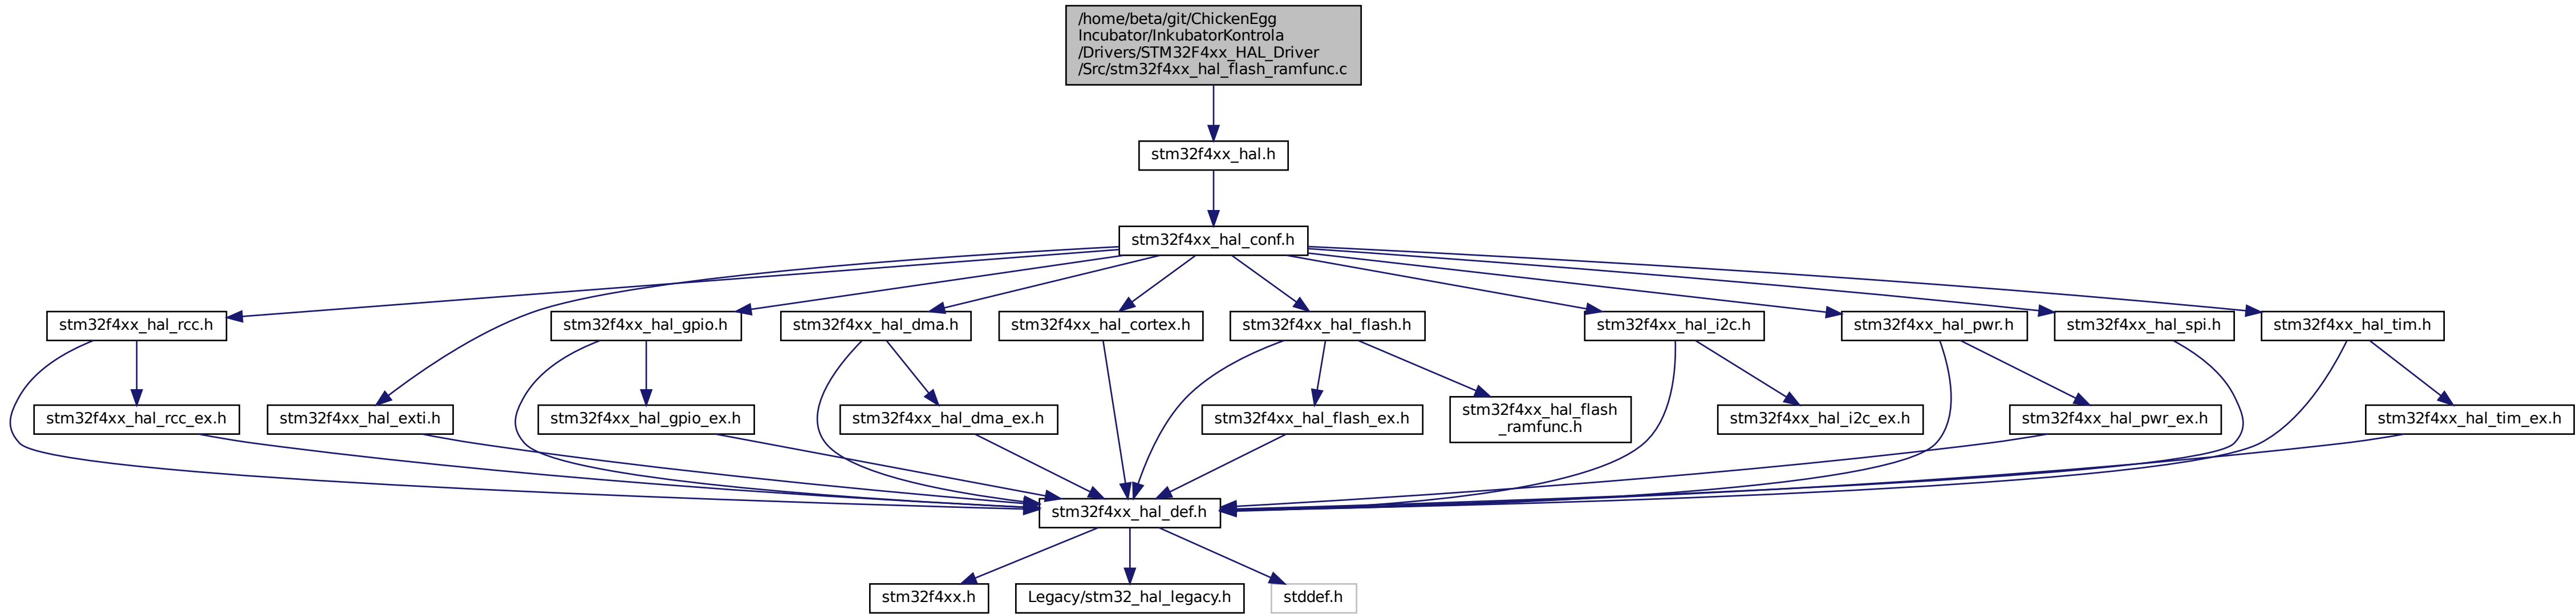 /home/beta/git/ChickenEgg
Incubator/InkubatorKontrola
/Drivers/STM32F4xx_HAL_Driver
/Src/stm32f4xx_hal_flash_ramfunc.c
stm32f4xx_hal.h
stm32f4xx_hal_conf.h
stm32f4xx_hal_rcc.h
stm32f4xx_hal_gpio.h
stm32f4xx_hal_dma.h
stm32f4xx_hal_cortex.h
stm32f4xx_hal_flash.h
stm32f4xx_hal_i2c.h
stm32f4xx_hal_pwr.h
stm32f4xx_hal_spi.h
stm32f4xx_hal_tim.h
stm32f4xx_hal_rcc_ex.h
stm32f4xx_hal_exti.h
stm32f4xx_hal_gpio_ex.h
stm32f4xx_hal_dma_ex.h
stm32f4xx_hal_flash_ex.h
stm32f4xx_hal_flash
_ramfunc.h
stm32f4xx_hal_i2c_ex.h
stm32f4xx_hal_pwr_ex.h
stm32f4xx_hal_tim_ex.h
stm32f4xx_hal_def.h
stm32f4xx.h
Legacy/stm32_hal_legacy.h
stddef.h